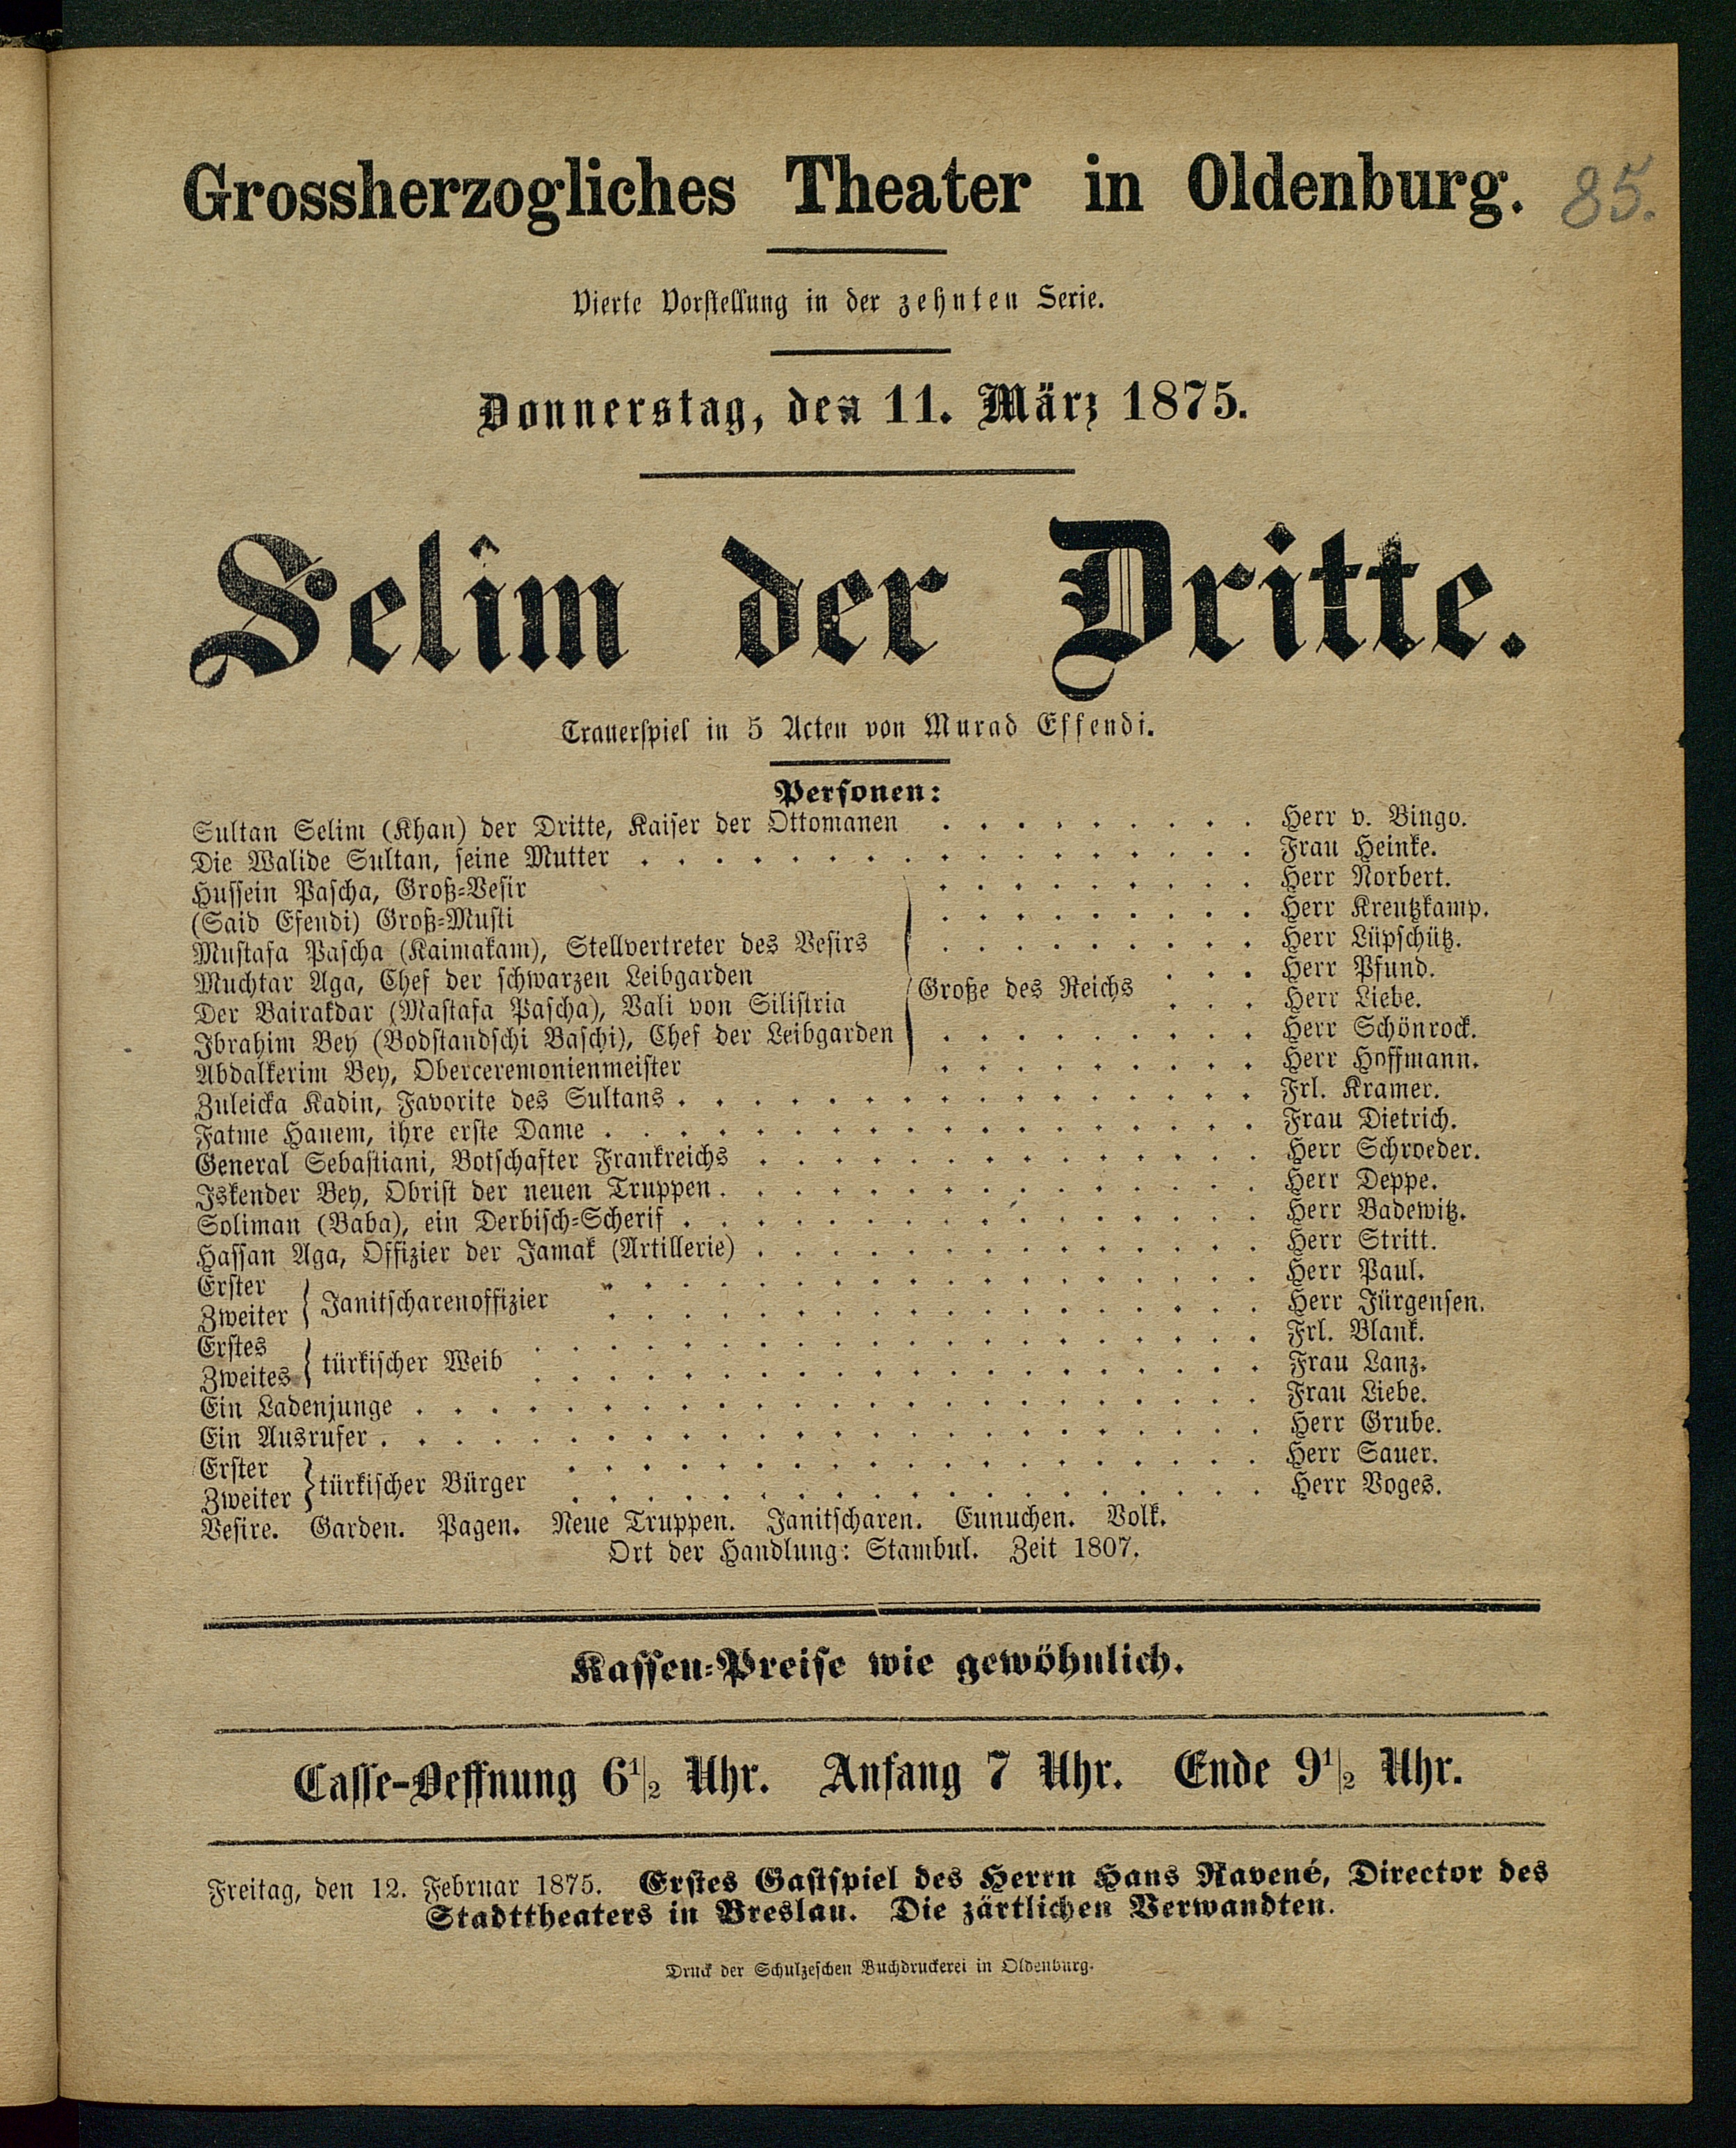 Grossherzogliches Theater in Oldenburg. 85.
Vierte Vorstellung in der zehnten Serie.
Donnerstag, den 11. März 1875.
Selim der Dritte.
Trauerspiel in 5 Acten von Murad Effendi.
Personen:
Sultan Selim (Khan) der Dritte, Kaiser der Ottomanen . . . . . . . . . Herr v. Bingo.
Die Walide Sultan, seine Mutter . . . . . . . . . . . . . . . . . Frau Heinke.
Hussein Pascha, Groß-Vesir . . . . . . . . . Herr Norbert.
(Said Efendi) Groß-Mufti . . . . . . . . . Herr Kreutzkamp.
Mustafa Pascha (Kaimakam), Stellvertreter des Vesirs . . . . . . . . . Herr Lüpschütz.
Muchtar Aga, Chef der schwarzen Leibgarden . . . Herr Pfund.
Große des Reichs
Der Bairakdar (Mastafa Pascha), Vali von Silistria . . . Herr Liebe.
Ibrahim Bey (Bodstandschi Baschi), Chef der Leibgarden . . . . . . . . . Herr Schönrock.
Abdalkerim Bey, Oberceremonienmeister . . . . . . . . . Herr Hoffmann.
Zuleicka Kadin, Favorite des Sultans . . . . . . . . . . . . . . . . Frl. Kramer.
Fatme Hanem, ihre erste Dame . . . . . . . . . . . . . . . . . . Frau Dietrich.
General Sebastiani, Botschafter Frankreichs . . . . . . . . . . . . . . Herr Schroeder.
Iskender Bey, Obrist der neuen Truppen . . . . . . . . . . . . . . . Herr Deppe.
Soliman (Baba), ein Derbisch-Scherif . . . . . . . . . . . . . . . . Herr Badewitz.
Hassan Aga, Offizier der Jamak (Artillerie) . . . . . . . . . . . . . . Herr Stritt.
Erster . . . . . . . . . . . . . . . . . . Herr Paul.
Janitscharenoffizier
Zweiter . . . . . . . . . . . . . . . . . . Herr Jürgensen.
Erstes . . . . . . . . . . . . . . . . . . . . Frl. Blank.
türkischer Weib
Zweites . . . . . . . . . . . . . . . . . . . . Frau Lanz.
Ein Ladenjunge . . . . . . . . . . . . . . . . . . . . . . . Frau Liebe.
Ein Ausrufer . . . . . . . . . . . . . . . . . . . . . . . . Herr Grube.
Erster . . . . . . . . . . . . . . . . . . . Herr Sauer.
türkischer Bürger
Zweiter . . . . . . . . . . . . . . . . . . . Herr Voges.
Vesire. Garden. Pagen. Neue Truppen. Janitscharen. Eunuchen. Volk.
Ort der Handlung: Stambul. Zeit 1807.
Kassen-Preise wie gewöhnlich.
Casse-Oeffnung 6½ Uhr. Anfang 7 Uhr. Ende 9½ Uhr.
Freitag, den 12. Februar 1875. Erstes Gastspiel des Herrn Hans Ravené, Director des
Stadttheaters in Breslau. Die zärtlichen Verwandten.
Druck der Schulzeschen Buchdruckerei in Oldenburg.